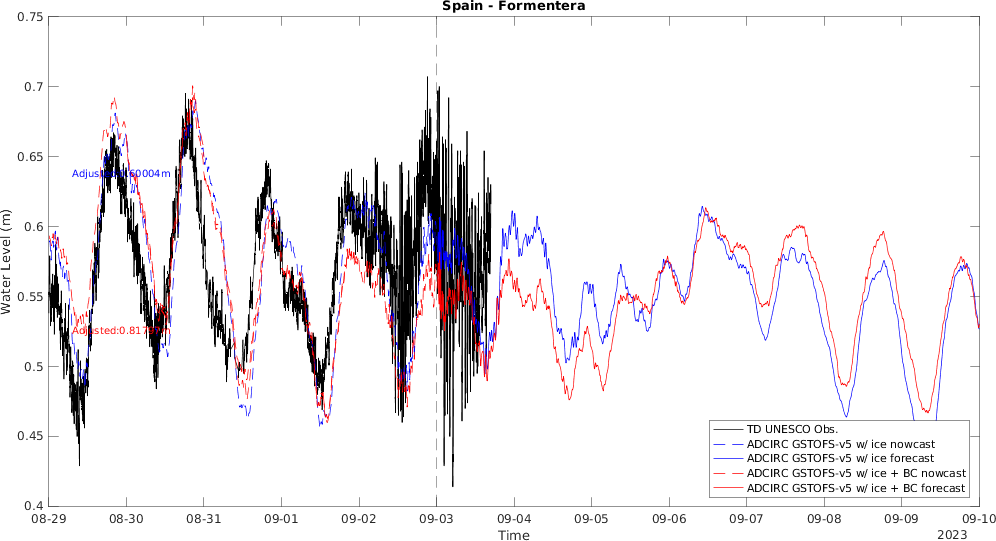 Spain - Formentera
0.75
0.7
0.65
0.6
0.55
0.5
0.45
0.4
Water Level (m)
08-29
08-30
08-31
09-01
09-02
09-03
09-04
09-05
09-06
09-07
09-08
09-09
09-10
Time
2023
TD UNESCO Obs.
ADCIRC GSTOFS-v5 w/ ice nowcast
ADCIRC GSTOFS-v5 w/ ice forecast
ADCIRC GSTOFS-v5 w/ ice + BC nowcast
ADCIRC GSTOFS-v5 w/ ice + BC forecast